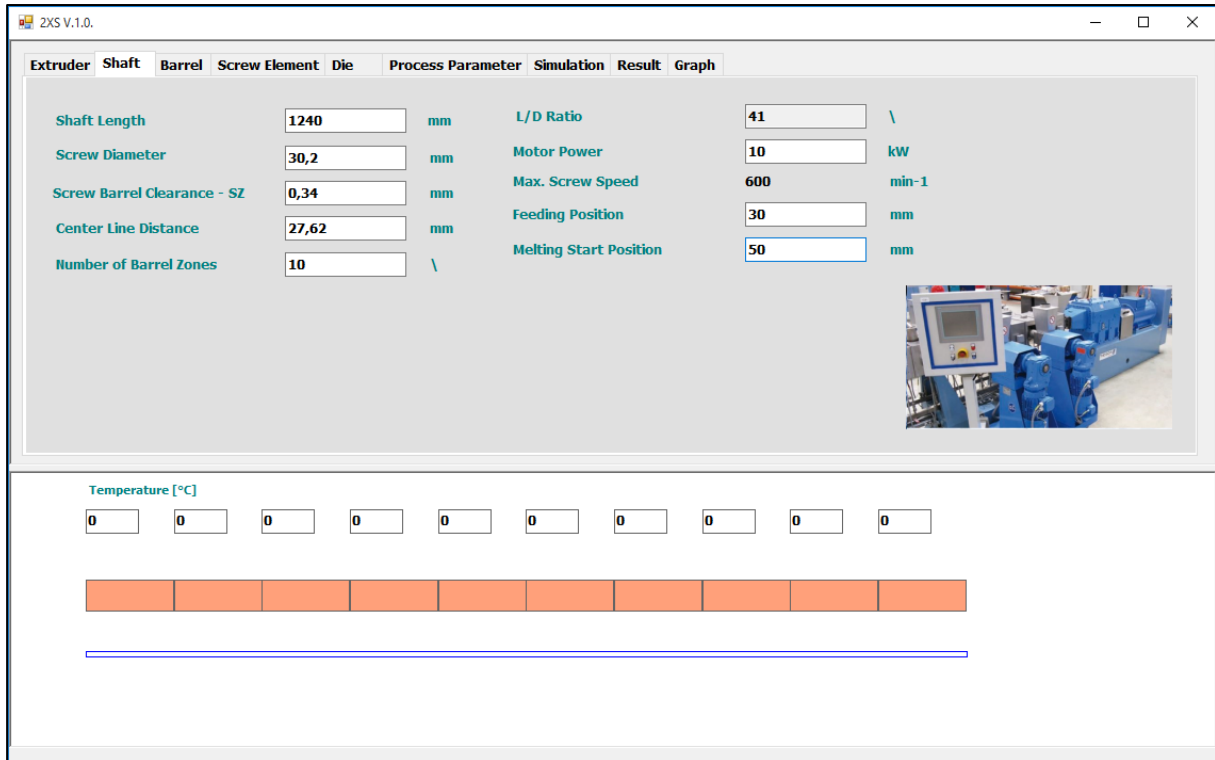 2XS V.1.0.
Extruder Shaft Barrel Screw Element Die Process Parameter Simulation Result Graph
Shaft Length 1240 mm L/D Ratio 41 \
Screw Diameter 30,2 mm Motor Power 10 kW
Screw Barrel Clearance - SZ 0,34 mm Max. Screw Speed 600 min-1
Center Line Distance 27,62 mm Feeding Position 30 mm
Number of Barrel Zones 10 \ Melting Start Position 50 mm
Temperature [°C]
0 0 0 0 0 0 0 0 0 0